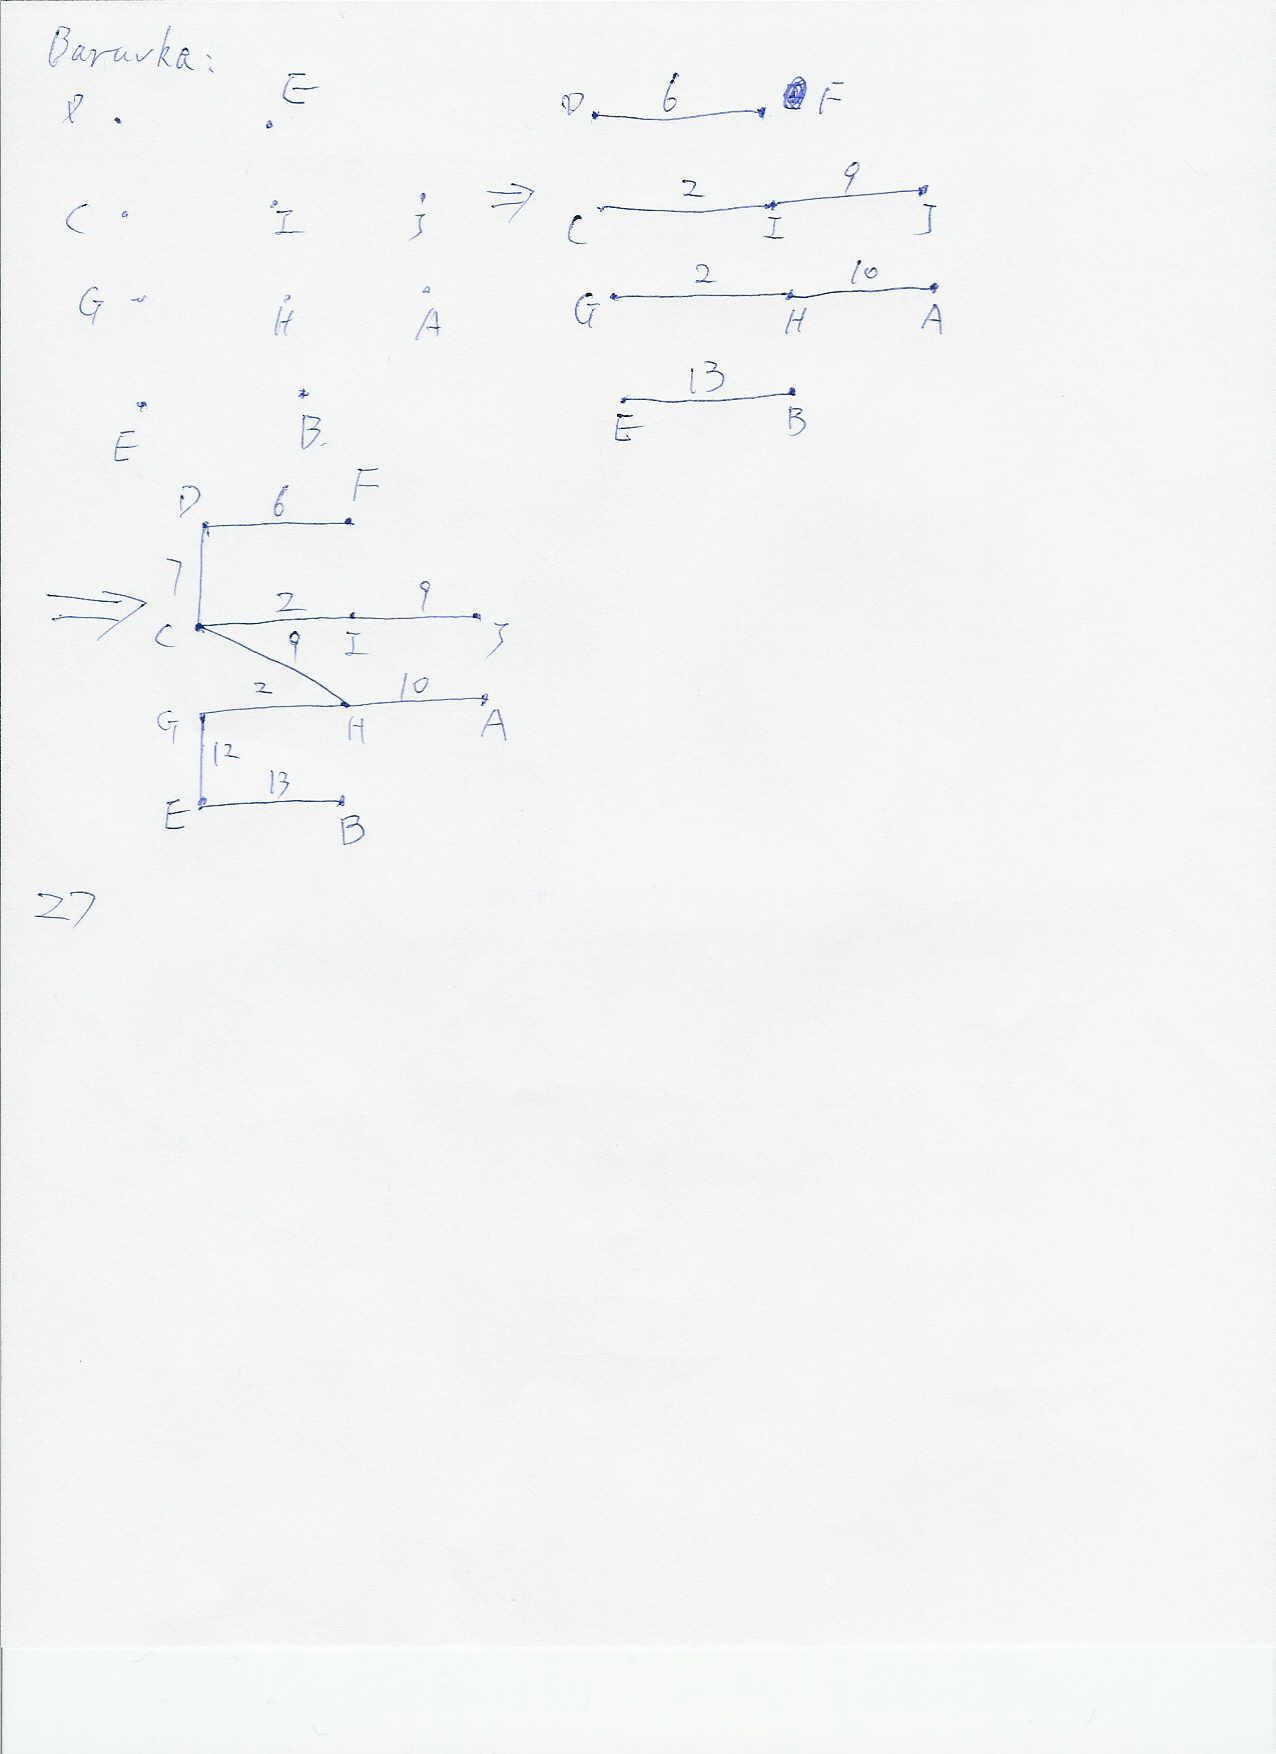 Baruvka:
D E
C I J ⇒
G H A
E B
D 6 F
C 2 I 9 J
G 2 H 10 A
E 13 B
⇒
D 6 F
7
C 2 I 9 J
9
G 2 H 10 A
12
E 13 B
27